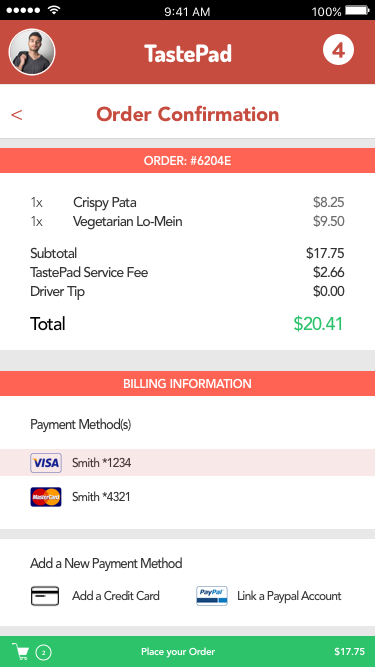 9:41 AM 100%
TastePad 4
< Order Confirmation
ORDER: #6204E
1x Crispy Pata $8.25
1x Vegetarian Lo-Mein $9.50
Subtotal $17.75
TastePad Service Fee $2.66
Driver Tip $0.00
Total $20.41
BILLING INFORMATION
Payment Method(s)
VISA Smith *1234
MasterCard Smith *4321
Add a New Payment Method
Add a Credit Card PayPal Link a Paypal Account
2 Place your Order $17.75